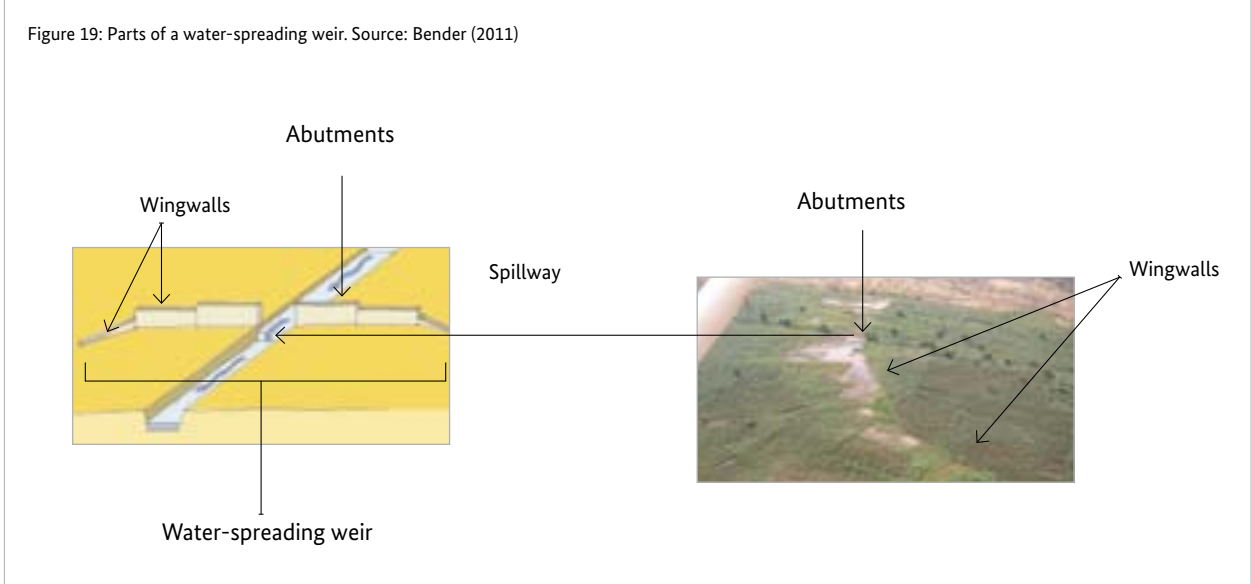 Figure 19: Parts of a water-spreading weir. Source: Bender (2011)
Abutments
Wingwalls
Abutments
Spillway
Wingwalls
Water-spreading weir